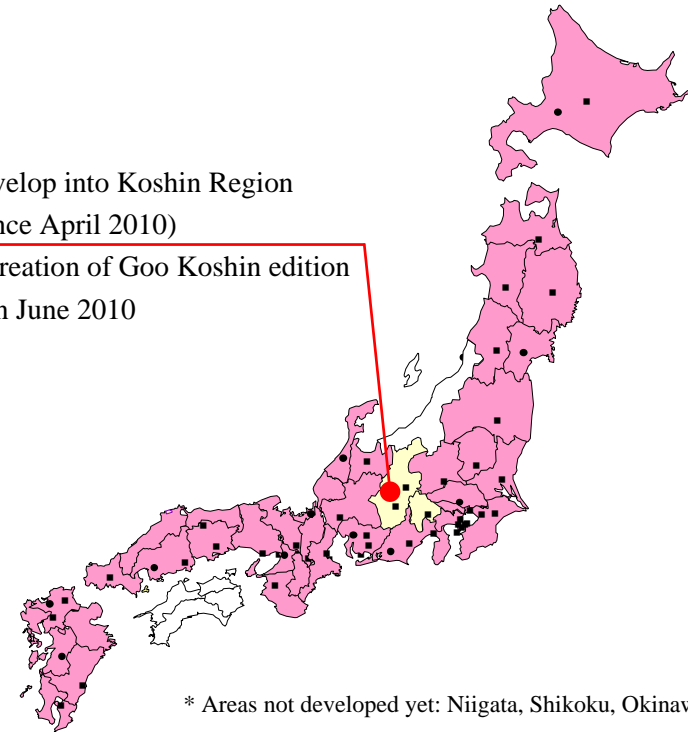 velop into Koshin Region
nce April 2010)
reation of Goo Koshin edition
n June 2010
* Areas not developed yet: Niigata, Shikoku, Okinaw